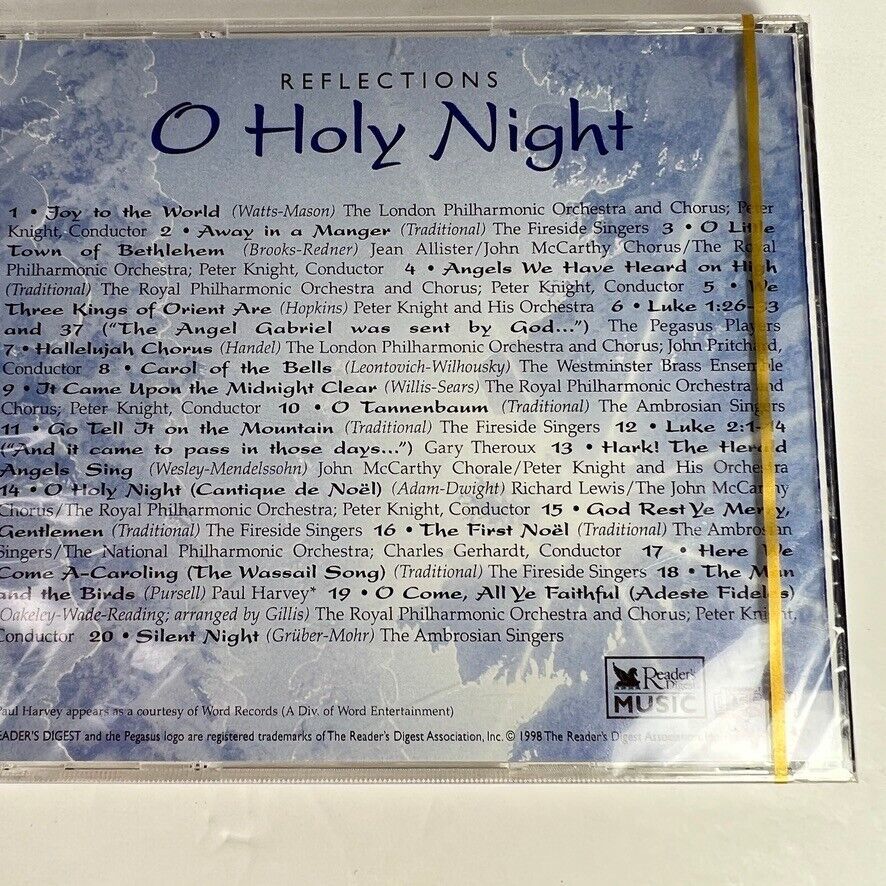 REFLECTIONS
O Holy Night
1 • Joy to the World (Watts-Mason) The London Philharmonic Orchestra and Chorus; Peter
Knight, Conductor 2 • Away in a Manger (Traditional) The Fireside Singers 3 • O Little
Town of Bethlehem (Brooks-Redner) Jean Allister/John McCarthy Chorus/The Royal
Philharmonic Orchestra; Peter Knight, Conductor 4 • Angels We Have Heard on High
(Traditional) The Royal Philharmonic Orchestra and Chorus; Peter Knight, Conductor 5 • We
Three Kings of Orient Are (Hopkins) Peter Knight and His Orchestra 6 • Luke 1:26-33
and 37 ("The Angel Gabriel was sent by God...") The Pegasus Players
7 • Hallelujah Chorus (Handel) The London Philharmonic Orchestra and Chorus; John Pritchard,
Conductor 8 • Carol of the Bells (Leontovich-Wilhousky) The Westminster Brass Ensemble
9 • It Came Upon the Midnight Clear (Willis-Sears) The Royal Philharmonic Orchestra and
Chorus; Peter Knight, Conductor 10 • O Tannenbaum (Traditional) The Ambrosian Singers
11 • Go Tell It on the Mountain (Traditional) The Fireside Singers 12 • Luke 2:1-14
("And it came to pass in those days...") Gary Theroux 13 • Hark! The Herald
Angels Sing (Wesley-Mendelssohn) John McCarthy Chorale/Peter Knight and His Orchestra
14 • O Holy Night (Cantique de Noël) (Adam-Dwight) Richard Lewis/The John McCarthy
Chorus/The Royal Philharmonic Orchestra; Peter Knight, Conductor 15 • God Rest Ye Merry,
Gentlemen (Traditional) The Fireside Singers 16 • The First Noël (Traditional) The Ambrosian
Singers/The National Philharmonic Orchestra; Charles Gerhardt, Conductor 17 • Here We
Come A-Caroling (The Wassail Song) (Traditional) The Fireside Singers 18 • The Man
and the Birds (Pursell) Paul Harvey* 19 • O Come, All Ye Faithful (Adeste Fideles)
(Oakeley-Wade-Reading; arranged by Gillis) The Royal Philharmonic Orchestra and Chorus; Peter Knight,
Conductor 20 • Silent Night (Grüber-Mohr) The Ambrosian Singers
Reader's
Digest
MUSIC
Paul Harvey appears as a courtesy of Word Records (A Div. of Word Entertainment)
READER'S DIGEST and the Pegasus logo are registered trademarks of The Reader's Digest Association, Inc. © 1998 The Reader's Digest Association, Inc.